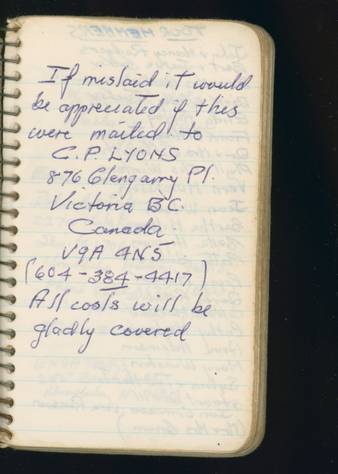 If mislaid it would
be appreciated if this
were mailed to
C.P. LYONS
876 Glengarry Pl.
Victoria B.C.
Canada
V9A 4N5
(604-384-4417)
All costs will be
gladly covered